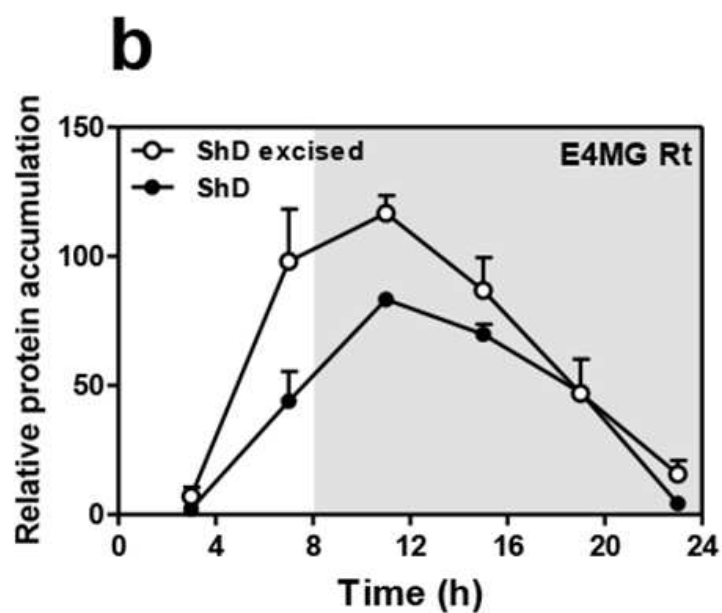 b
Relative protein accumulation
150
100
50
0
ShD excised
ShD
E4MG Rt
0 4 8 12 16 20 24
Time (h)